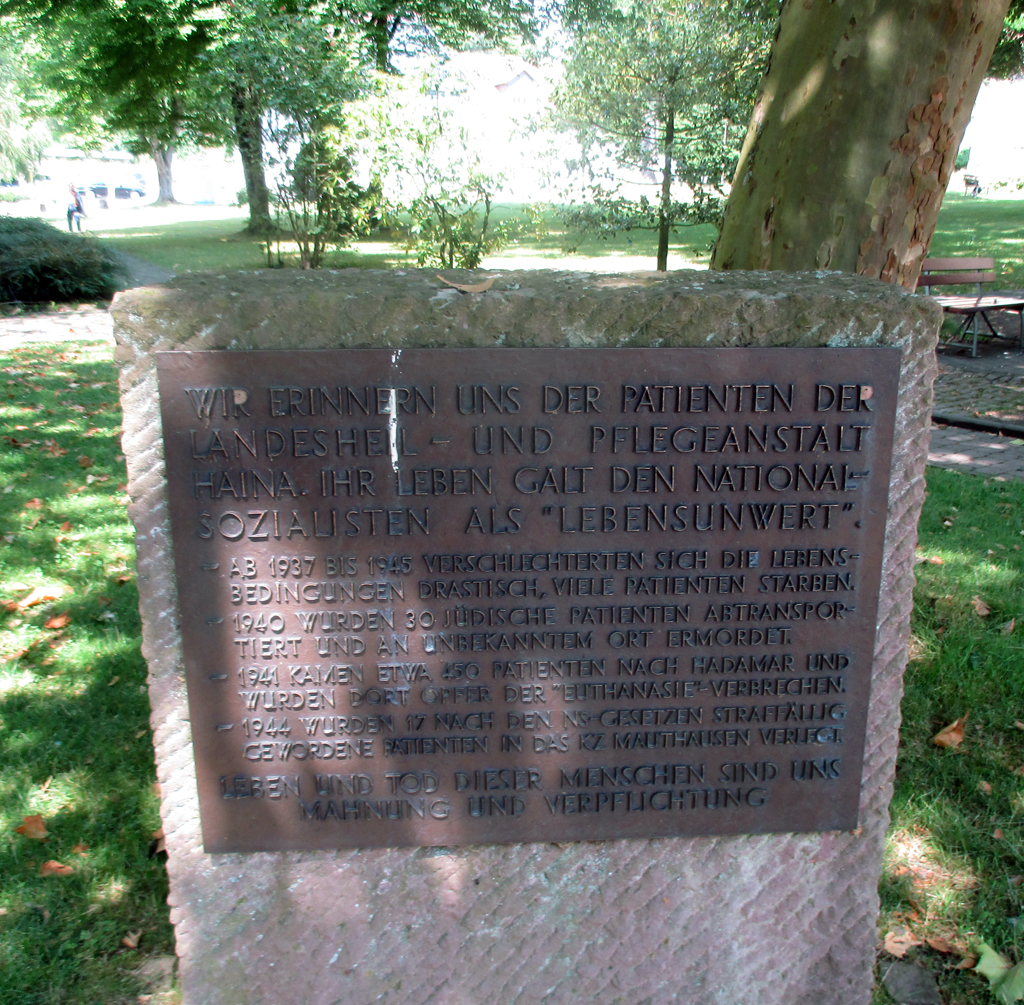 WIR ERINNERN UNS DER PATIENTEN DER
LANDESHEIL - UND PFLEGEANSTALT
HAINA. IHR LEBEN GALT DEN NATIONAL-
SOZIALISTEN ALS "LEBENSUNWERT".
- AB 1937 BIS 1945 VERSCHLECHTERTEN SICH DIE LEBENS-
BEDINGUNGEN DRASTISCH, VIELE PATIENTEN STARBEN.
- 1940 WURDEN 30 JÜDISCHE PATIENTEN ABTRANSPOR-
TIERT UND AN UNBEKANNTEM ORT ERMORDET.
- 1941 KAMEN ETWA 450 PATIENTEN NACH HADAMAR UND
WURDEN DORT OPFER DER "EUTHANASIE"-VERBRECHEN.
- 1944 WURDEN 17 NACH DEN NS-GESETZEN STRAFFÄLLIG
GEWORDENE PATIENTEN IN DAS KZ MAUTHAUSEN VERLEGT.
LEBEN UND TOD DIESER MENSCHEN SIND UNS
MAHNUNG UND VERPFLICHTUNG